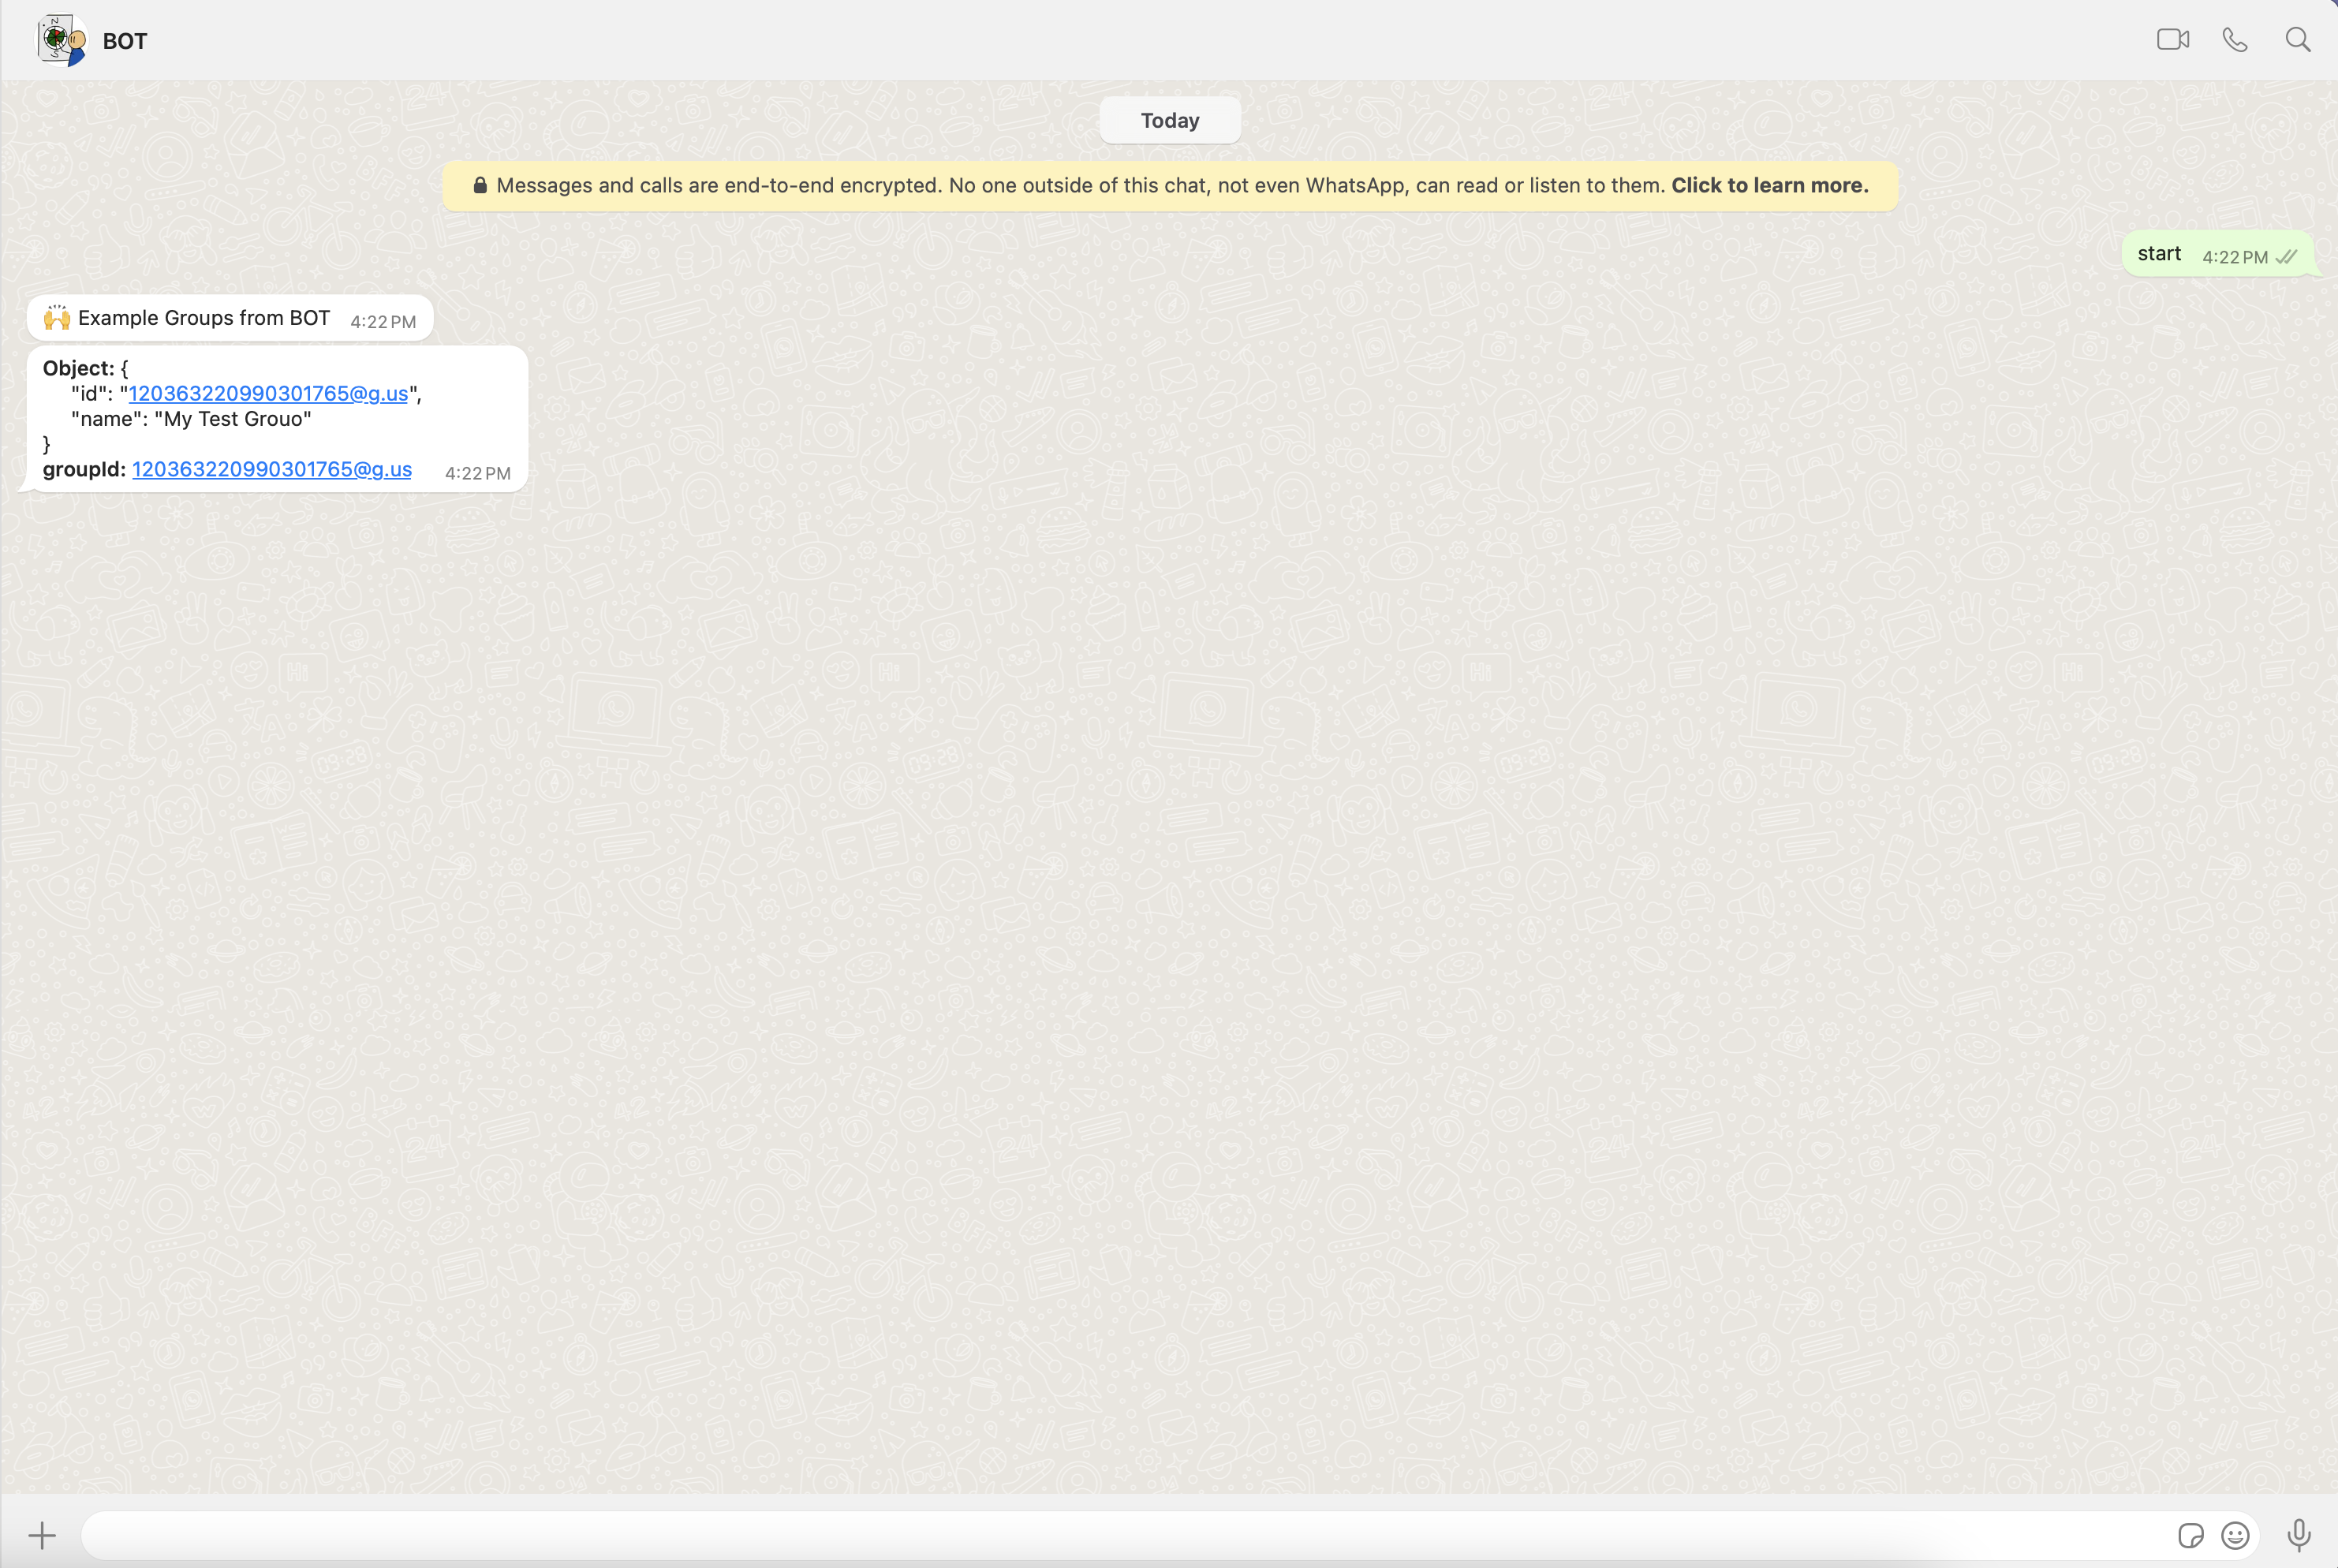 BOT
Today
Messages and calls are end-to-end encrypted. No one outside of this chat, not even WhatsApp, can read or listen to them. Click to learn more.
start 4:22 PM
🙌 Example Groups from BOT 4:22 PM
Object: {
"id": "120363220990301765@g.us",
"name": "My Test Grouo"
}
groupId: 120363220990301765@g.us 4:22 PM